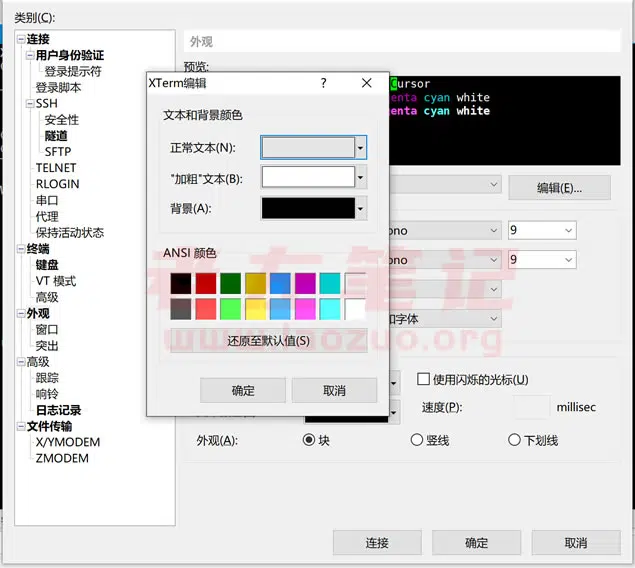 类别(C):
连接
用户身份验证
登录提示符
登录脚本
SSH
安全性
隧道
SFTP
TELNET
RLOGIN
串口
代理
保持活动状态
终端
键盘
VT 模式
高级
外观
窗口
突出
高级
跟踪
响铃
日志记录
文件传输
X/YMODEM
ZMODEM
外观
预览:
Cursor
enta cyan white
enta cyan white
编辑(E)...
ono
9
ono
9
和字体
使用闪烁的光标(U)
速度(P):
millisec
外观(A):
块
竖线
下划线
连接
确定
取消
XTerm编辑
?
文本和背景颜色
正常文本(N):
"加粗"文本(B):
背景(A):
ANSI 颜色
还原至默认值(S)
确定
取消
老左笔记
www.laozuo.org